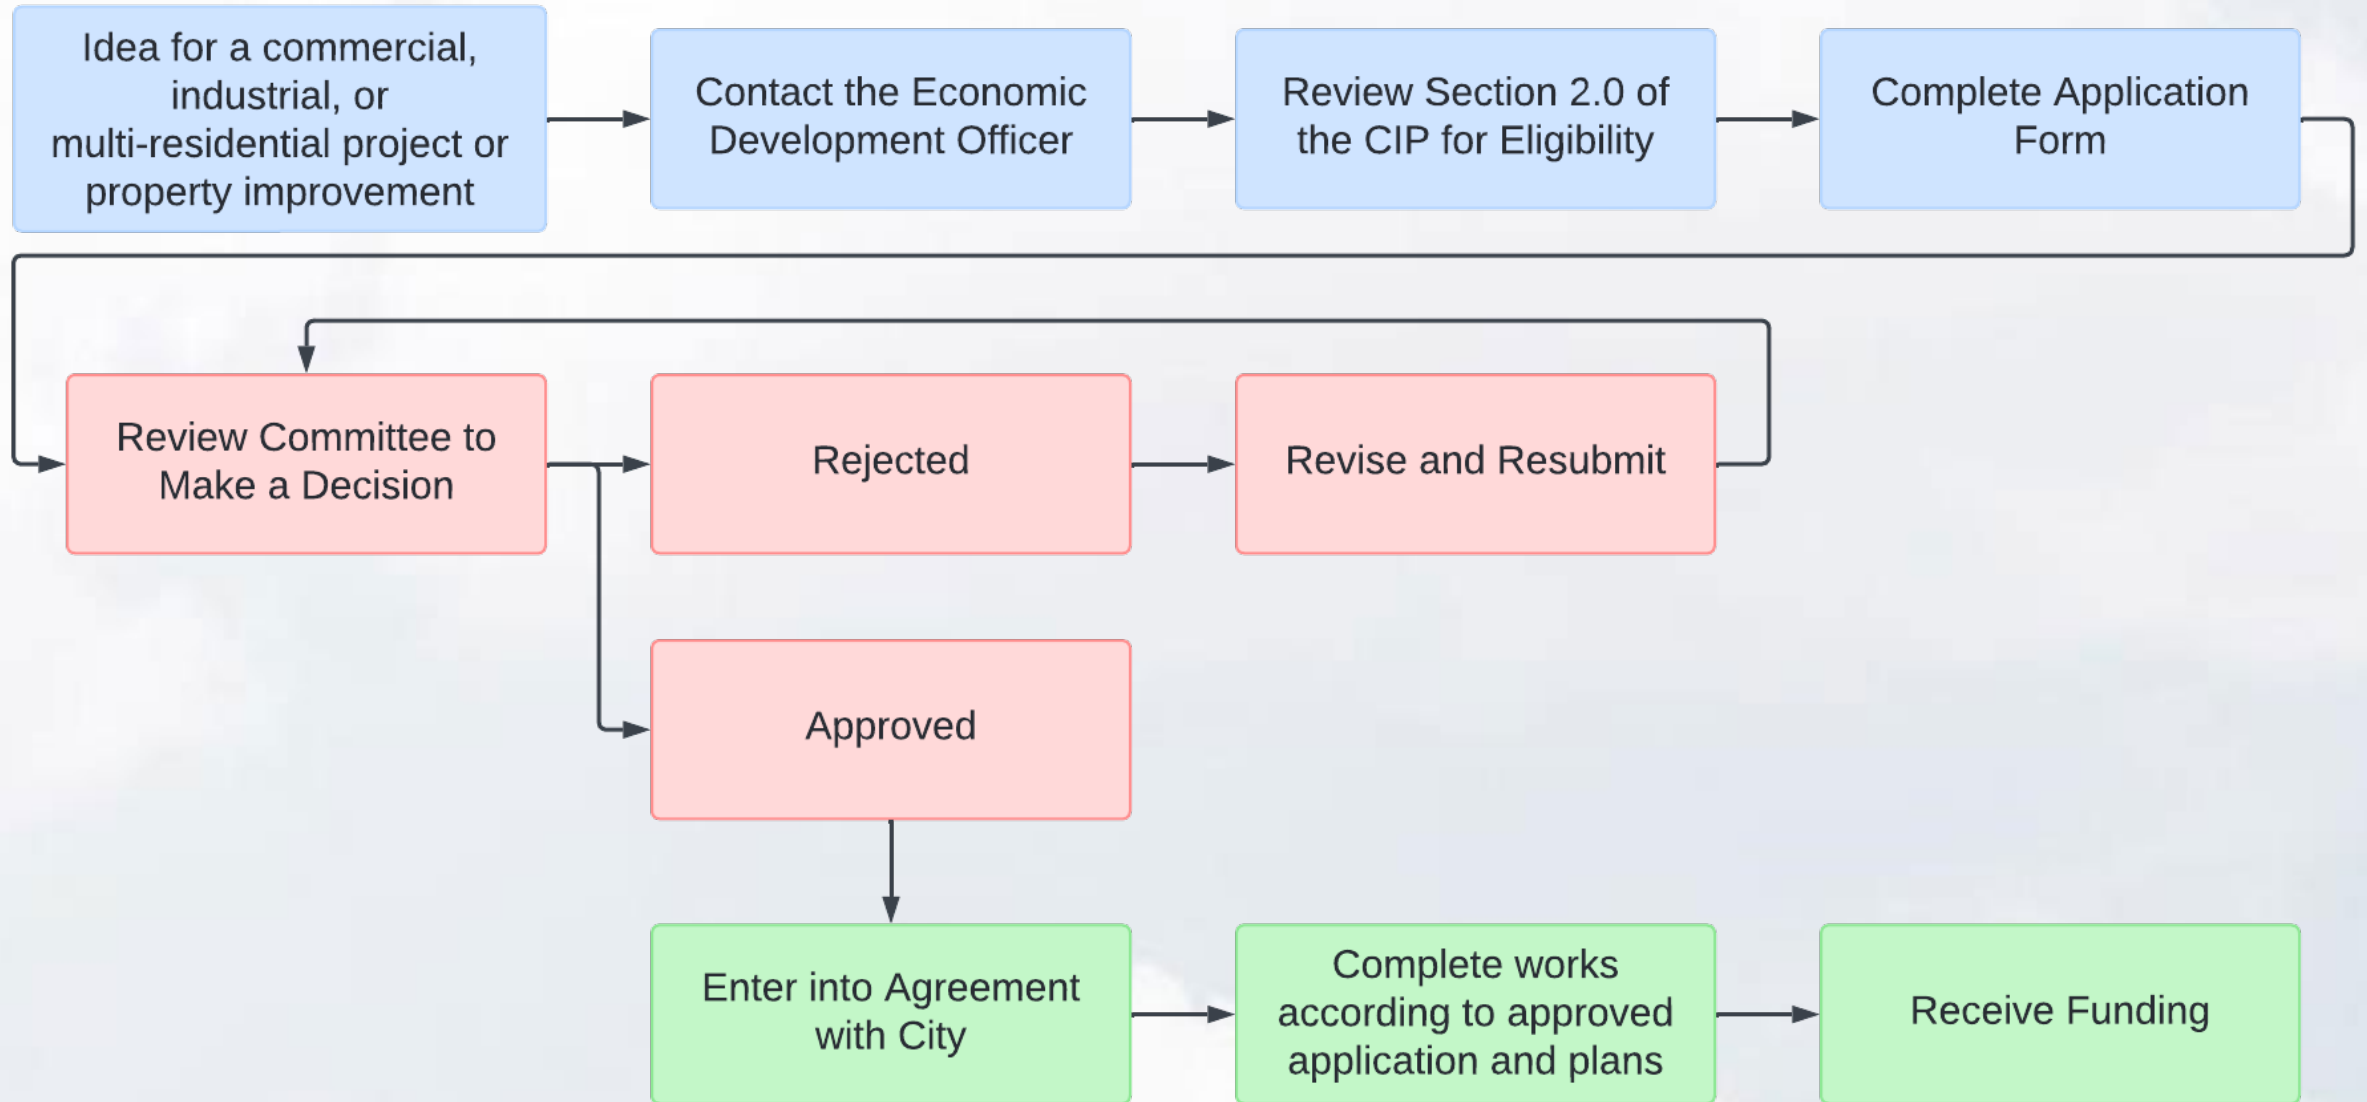 Idea for a commercial,
industrial, or
multi-residential project or
property improvement
Contact the Economic
Development Officer
Review Section 2.0 of
the CIP for Eligibility
Complete Application
Form
Review Committee to
Make a Decision
Rejected
Revise and Resubmit
Approved
Enter into Agreement
with City
Complete works
according to approved
application and plans
Receive Funding